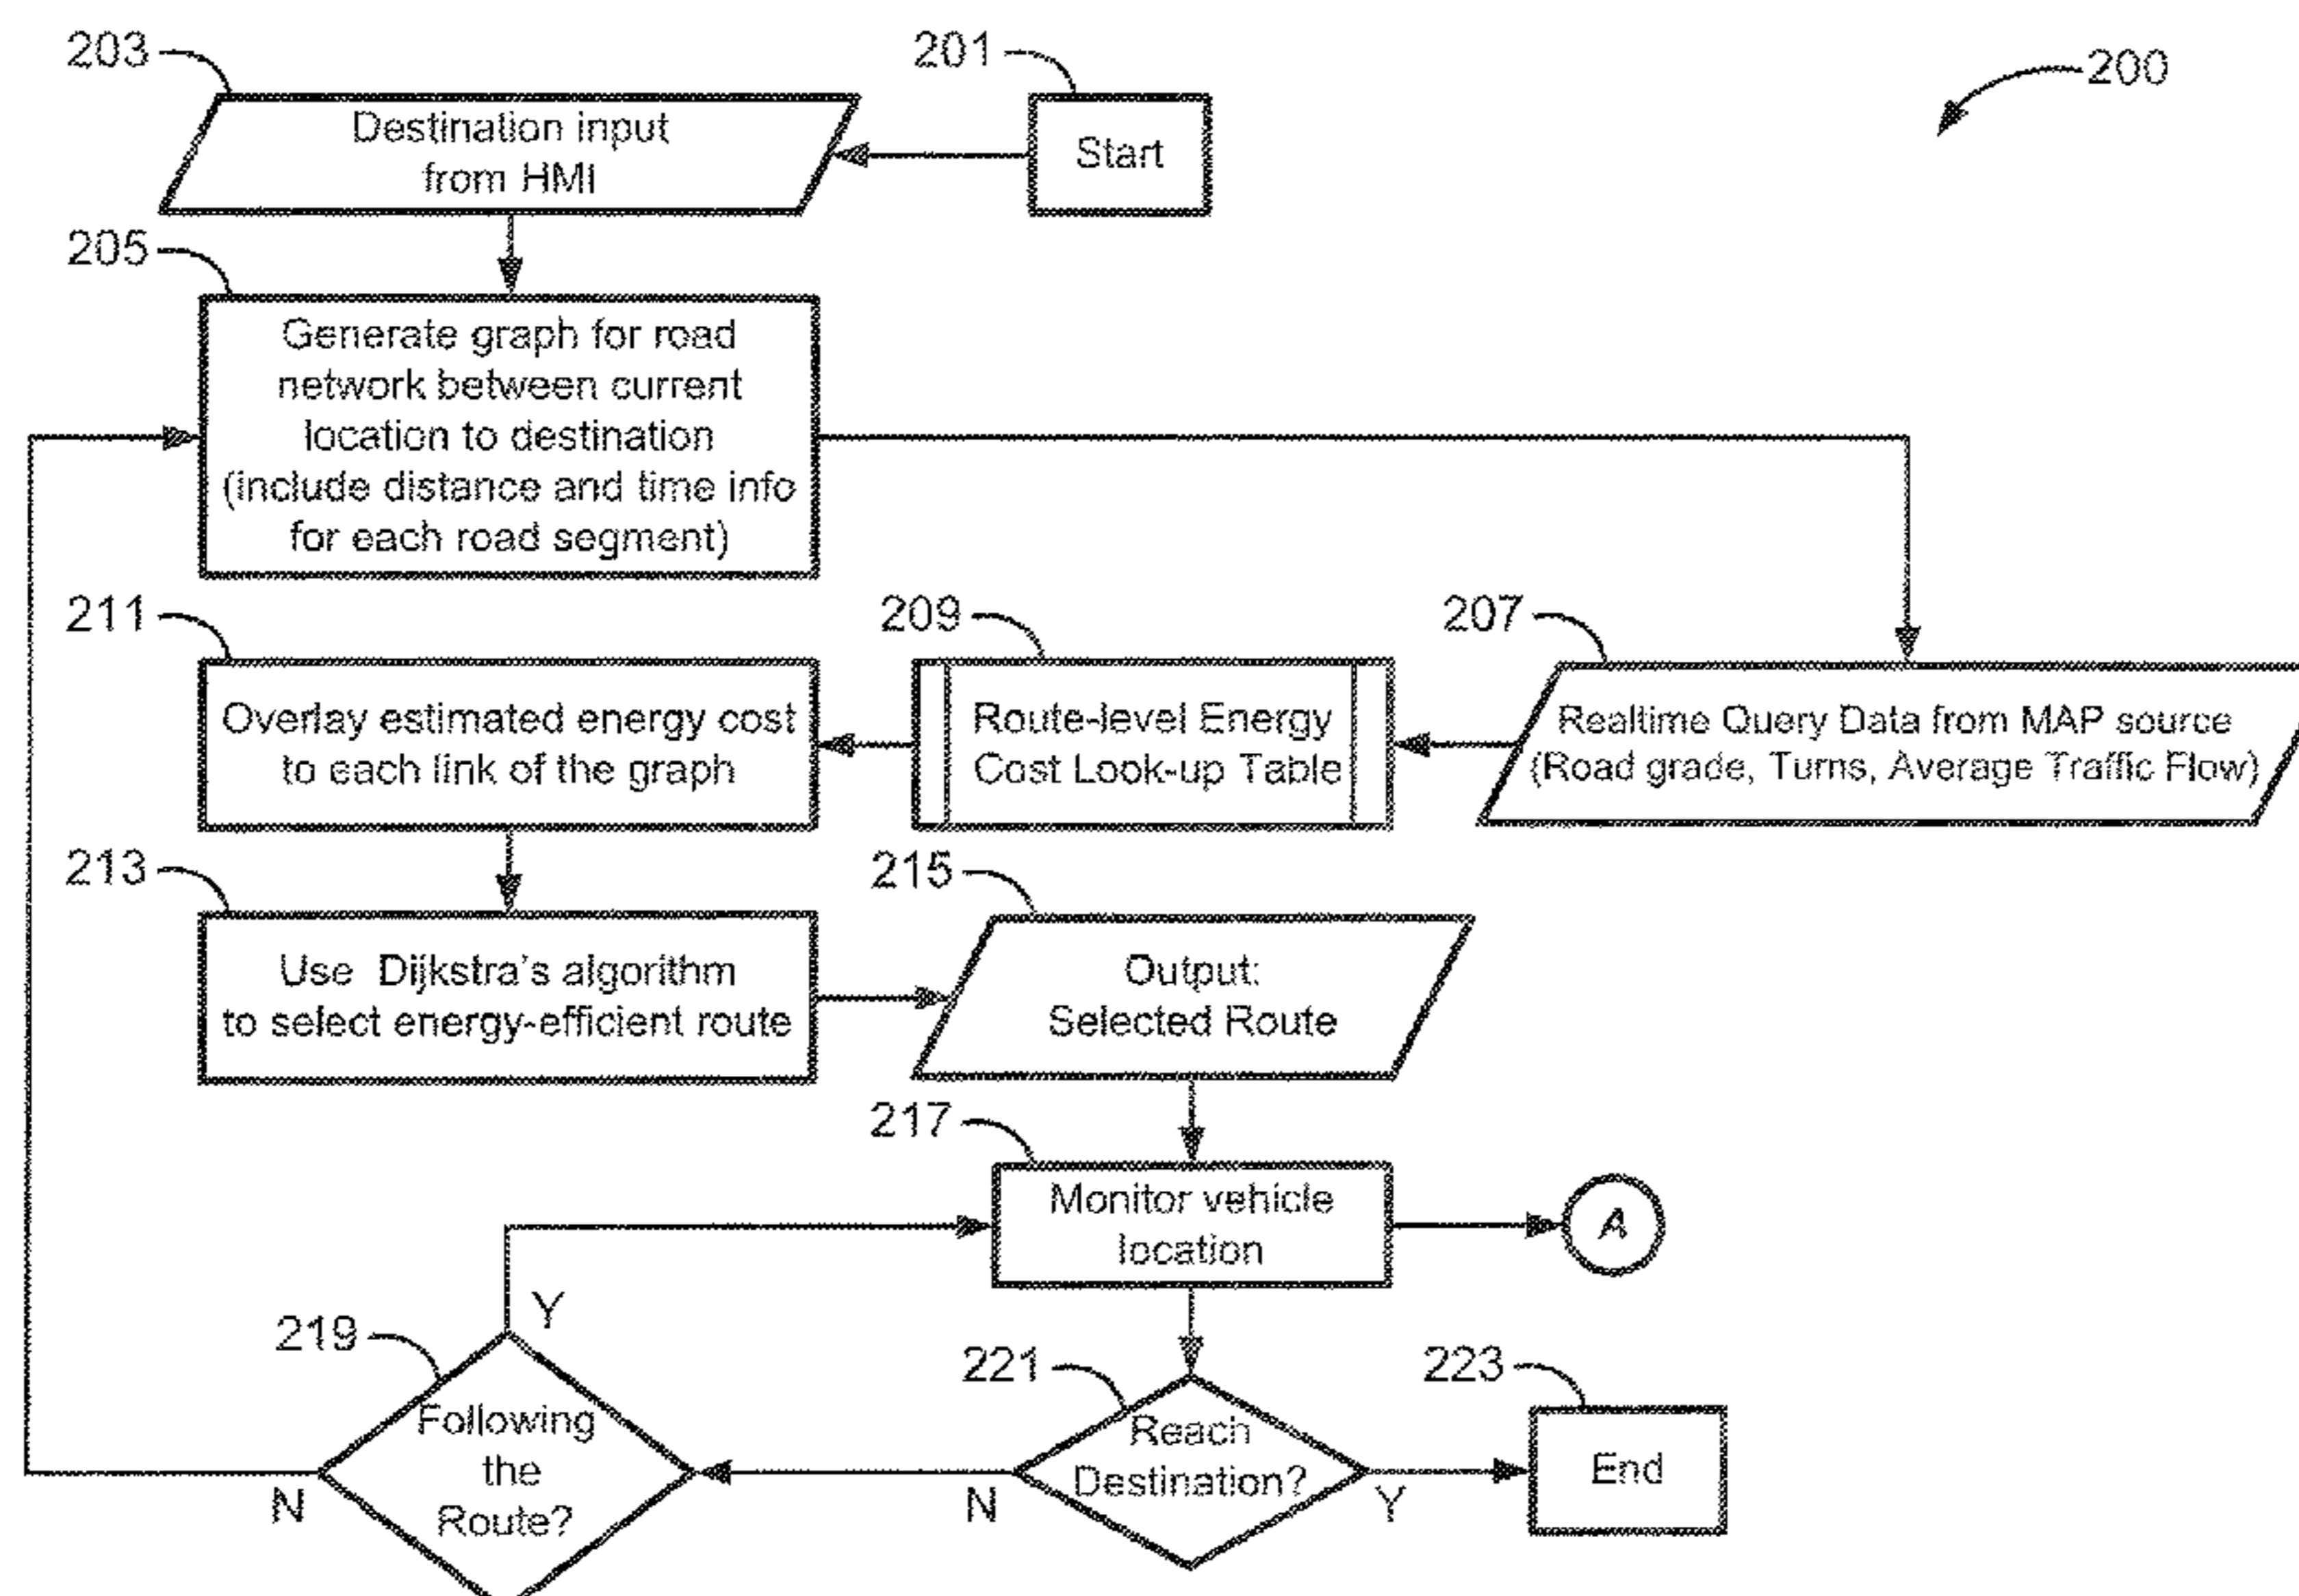 203
201
200
Destination input
from HMI
Start
205
Generate graph for road
network between current
location to destination
(include distance and time info
for each road segment)
211
209
207
Overlay estimated energy cost
to each link of the graph
Route-level Energy
Cost Look-up Table
Realtime Query Data from MAP source
(Road grade, Turns, Average Traffic Flow)
213
215
Use Dijkstra's algorithm
to select energy-efficient route
Output:
Selected Route
217
Monitor vehicle
location
A
Y
219
221
223
Following
the
Route?
N
Reach
Destination?
N
Y
End